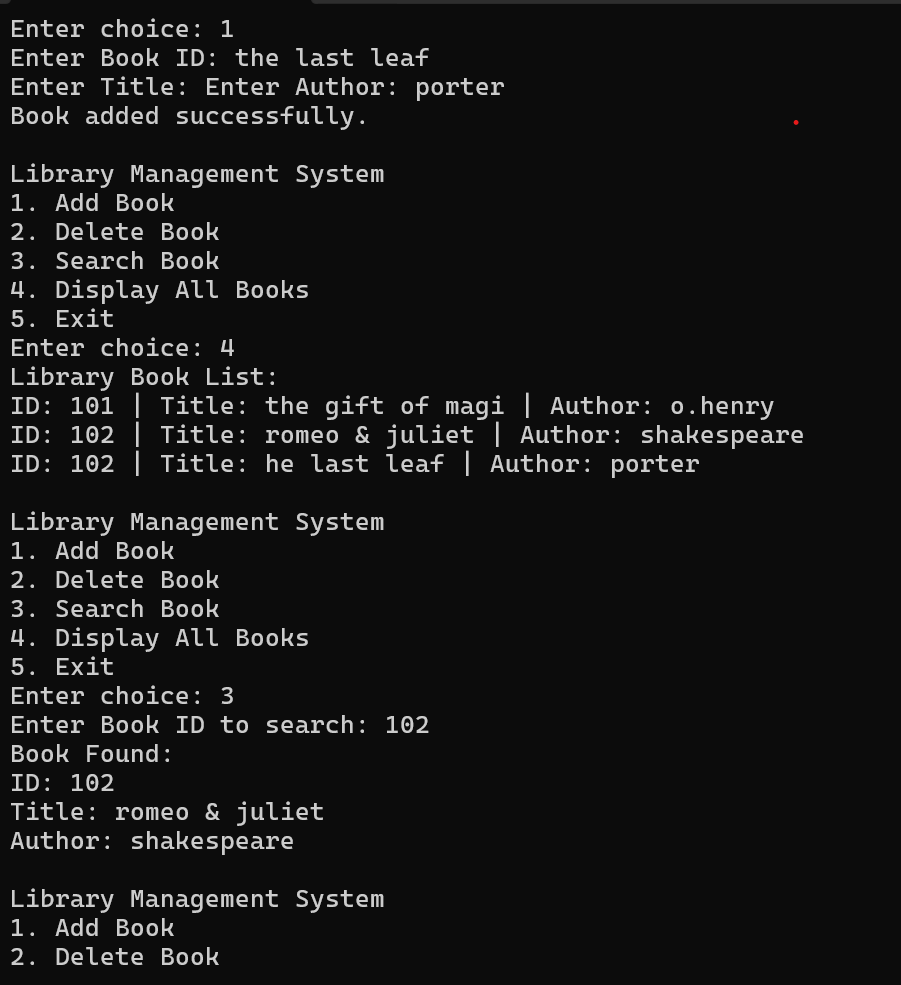 Enter choice: 1
Enter Book ID: the last leaf
Enter Title: Enter Author: porter
Book added successfully.
Library Management System
1. Add Book
2. Delete Book
3. Search Book
4. Display All Books
5. Exit
Enter choice: 4
Library Book List:
ID: 101 | Title: the gift of magi | Author: o.henry
ID: 102 | Title: romeo & juliet | Author: shakespeare
ID: 102 | Title: he last leaf | Author: porter
Library Management System
1. Add Book
2. Delete Book
3. Search Book
4. Display All Books
5. Exit
Enter choice: 3
Enter Book ID to search: 102
Book Found:
ID: 102
Title: romeo & juliet
Author: shakespeare
Library Management System
1. Add Book
2. Delete Book